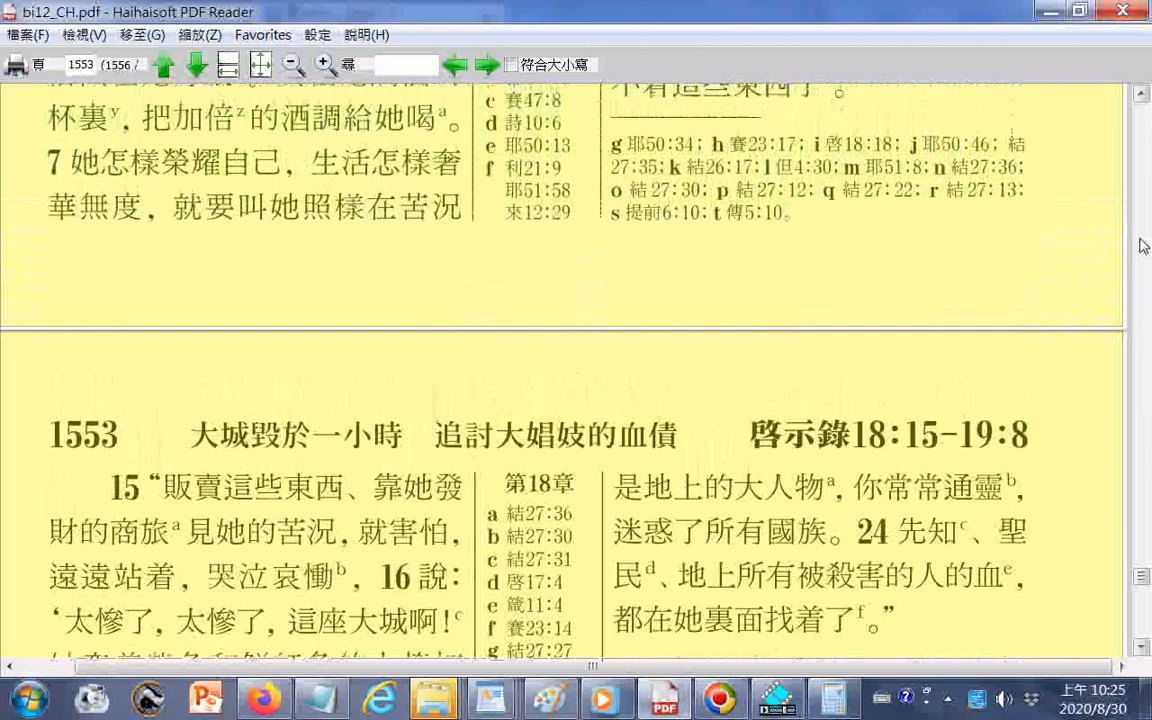 bi12_CH.pdf - Haihaisoft PDF Reader
檔案(F) 檢視(V) 移至(G) 縮放(Z) Favorites 設定 說明(H)
頁 1553 (1556 / 尋 符合大小寫
杯裏ʸ，把加倍ᶻ的酒調給她喝ᵃ。
7 她怎樣榮耀自己，生活怎樣奢
華無度，就要叫她照樣在苦況
c 賽47:8
d 詩10:6
e 耶50:13
f 利21:9
耶51:58
來12:29
不着這些東西了。
g 耶50:34; h 賽23:17; i 啓18:18; j 耶50:46; 結
27:35; k 結26:17; l 但4:30; m 耶51:8; n 結27:36;
o 結27:30; p 結27:12; q 結27:22; r 結27:13;
s 提前6:10; t 傳5:10。
1553 大城毀於一小時 追討大娼妓的血債 啓示錄18:15-19:8
15 “販賣這些東西、靠她發
財的商旅ᵃ見她的苦況，就害怕，
遠遠站着，哭泣哀慟ᵇ，16 說：
‘太慘了，太慘了，這座大城啊！ᶜ
第18章
a 結27:36
b 結27:30
c 結27:31
d 啓17:4
e 箴11:4
f 賽23:14
g 結27:27
是地上的大人物ᵃ，你常常通靈ᵇ，
迷惑了所有國族。24 先知ᶜ、聖
民ᵈ、地上所有被殺害的人的血ᵉ，
都在她裏面找着了ᶠ。”
上午 10:25
2020/8/30